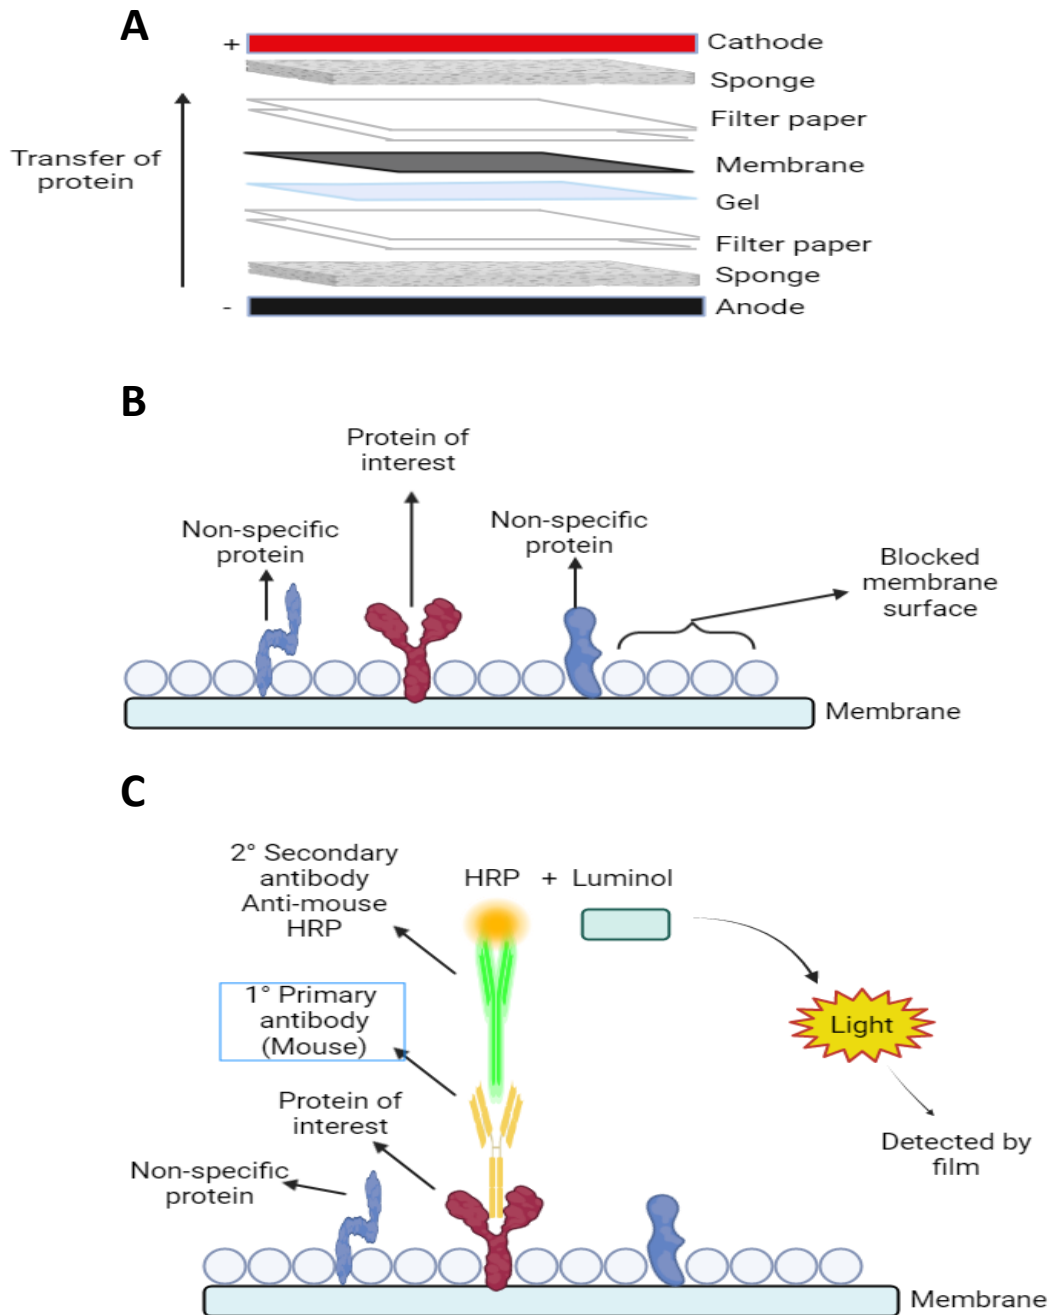 A
+
Cathode
Sponge
Filter paper
Transfer of
protein
Membrane
Gel
Filter paper
Sponge
-
Anode
B
Protein of
interest
Non-specific
protein
Non-specific
protein
Blocked
membrane
surface
Membrane
C
2° Secondary
antibody
Anti-mouse
HRP
HRP + Luminol
1° Primary
antibody
(Mouse)
Light
Protein of
interest
Detected by
film
Non-specific
protein
Membrane